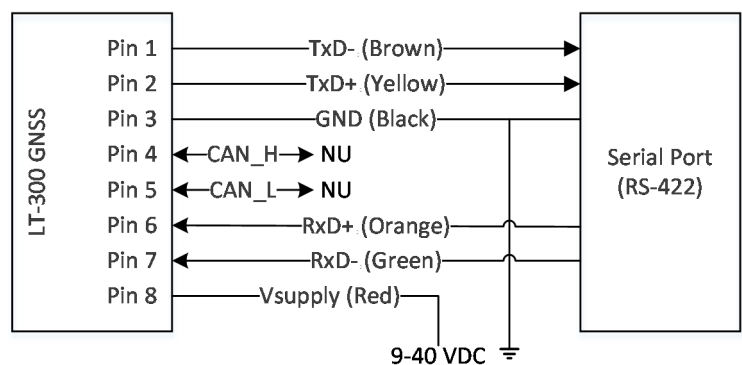 LT-300 GNSS
Pin 1 TxD- (Brown)
Pin 2 TxD+ (Yellow)
Pin 3 GND (Black)
Pin 4 CAN_H NU
Pin 5 CAN_L NU
Pin 6 RxD+ (Orange)
Pin 7 RxD- (Green)
Pin 8 Vsupply (Red)
9-40 VDC
Serial Port
(RS-422)